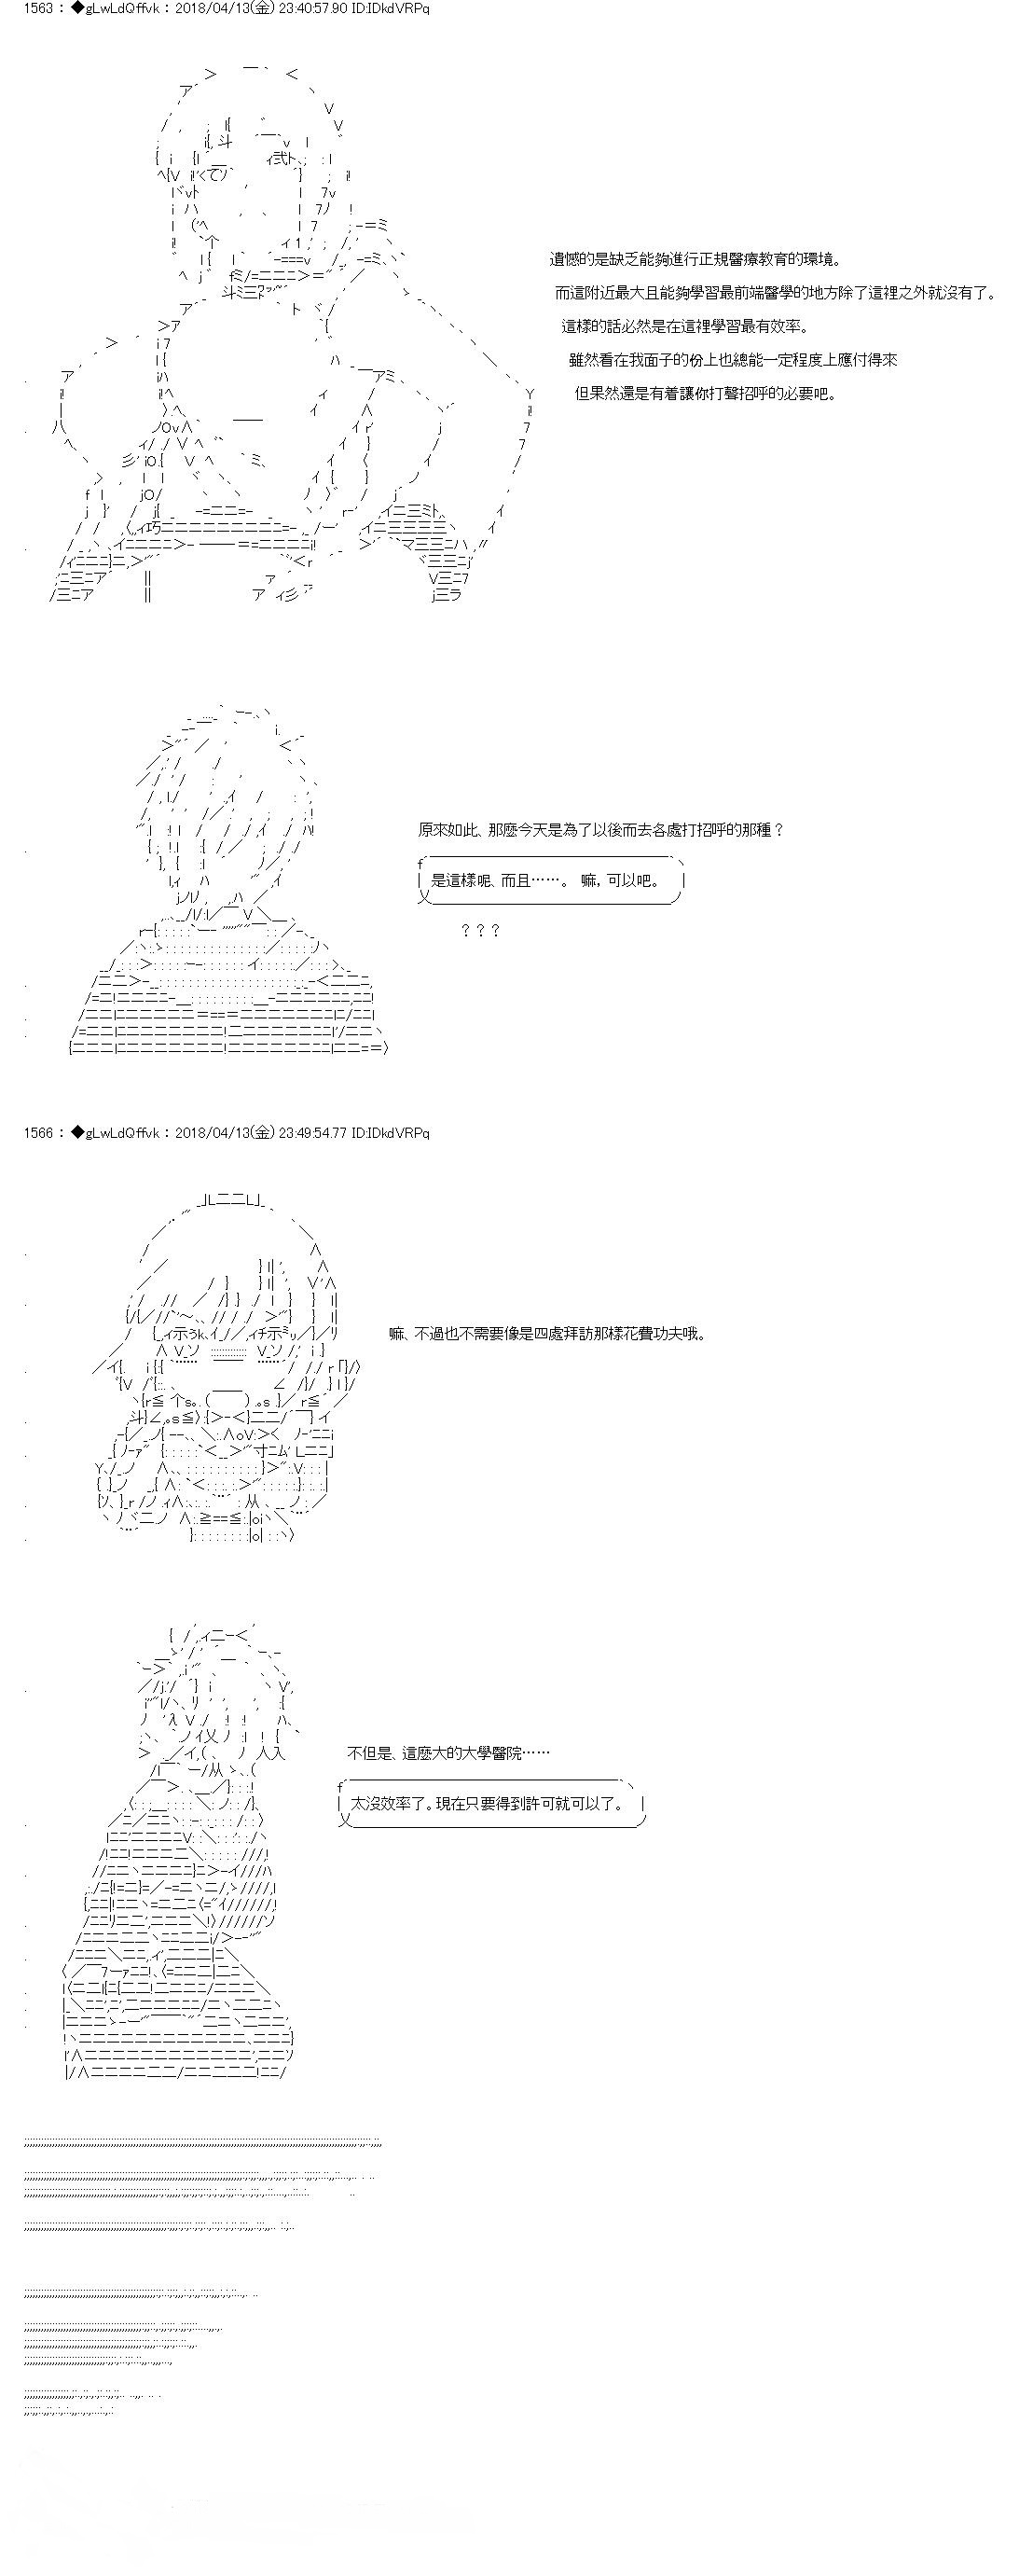 1563 : ◆gLwLdQffvk : 2018/04/13(金) 23:40:57.90 ID:IDkdVRPq
遺憾的是缺乏能夠進行正規醫療教育的環境。
而這附近最大且能夠學習最前端醫學的地方除了這裡之外就沒有了。
這樣的話必然是在這裡學習最有效率。
雖然看在我面子的份上也總能一定程度上應付得來
但果然還是有着讓你打聲招呼的必要吧。
原來如此、那麼今天是為了以後而去各處打招呼的那種？
是這樣呢、而且……。 嘛，可以吧。
？？？
1566 : ◆gLwLdQffvk : 2018/04/13(金) 23:49:54.77 ID:IDkdVRPq
嘛、不過也不需要像是四處拜訪那樣花費功夫哦。
不但是、這麼大的大學醫院……
太沒效率了。現在只要得到許可就可以了。